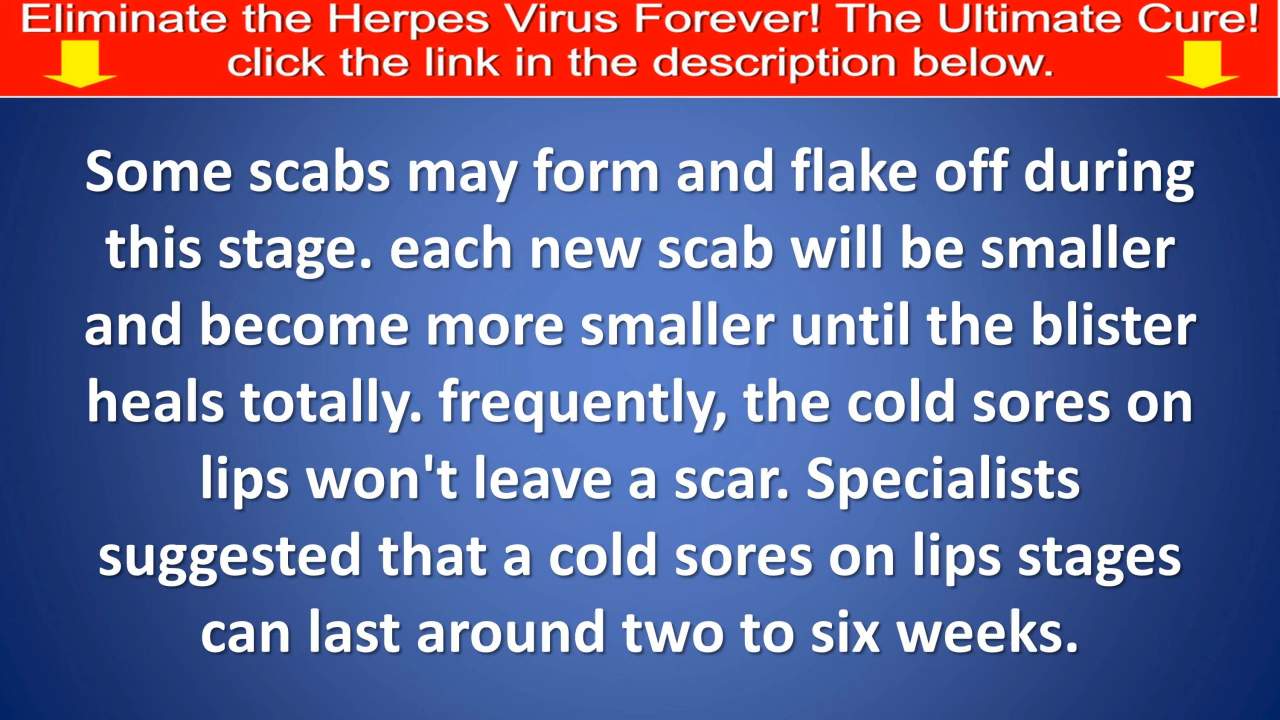 Eliminate the Herpes Virus Forever! The Ultimate Cure!
click the link in the description below.
Some scabs may form and flake off during
this stage. each new scab will be smaller
and become more smaller until the blister
heals totally. frequently, the cold sores on
lips won't leave a scar. Specialists
suggested that a cold sores on lips stages
can last around two to six weeks.